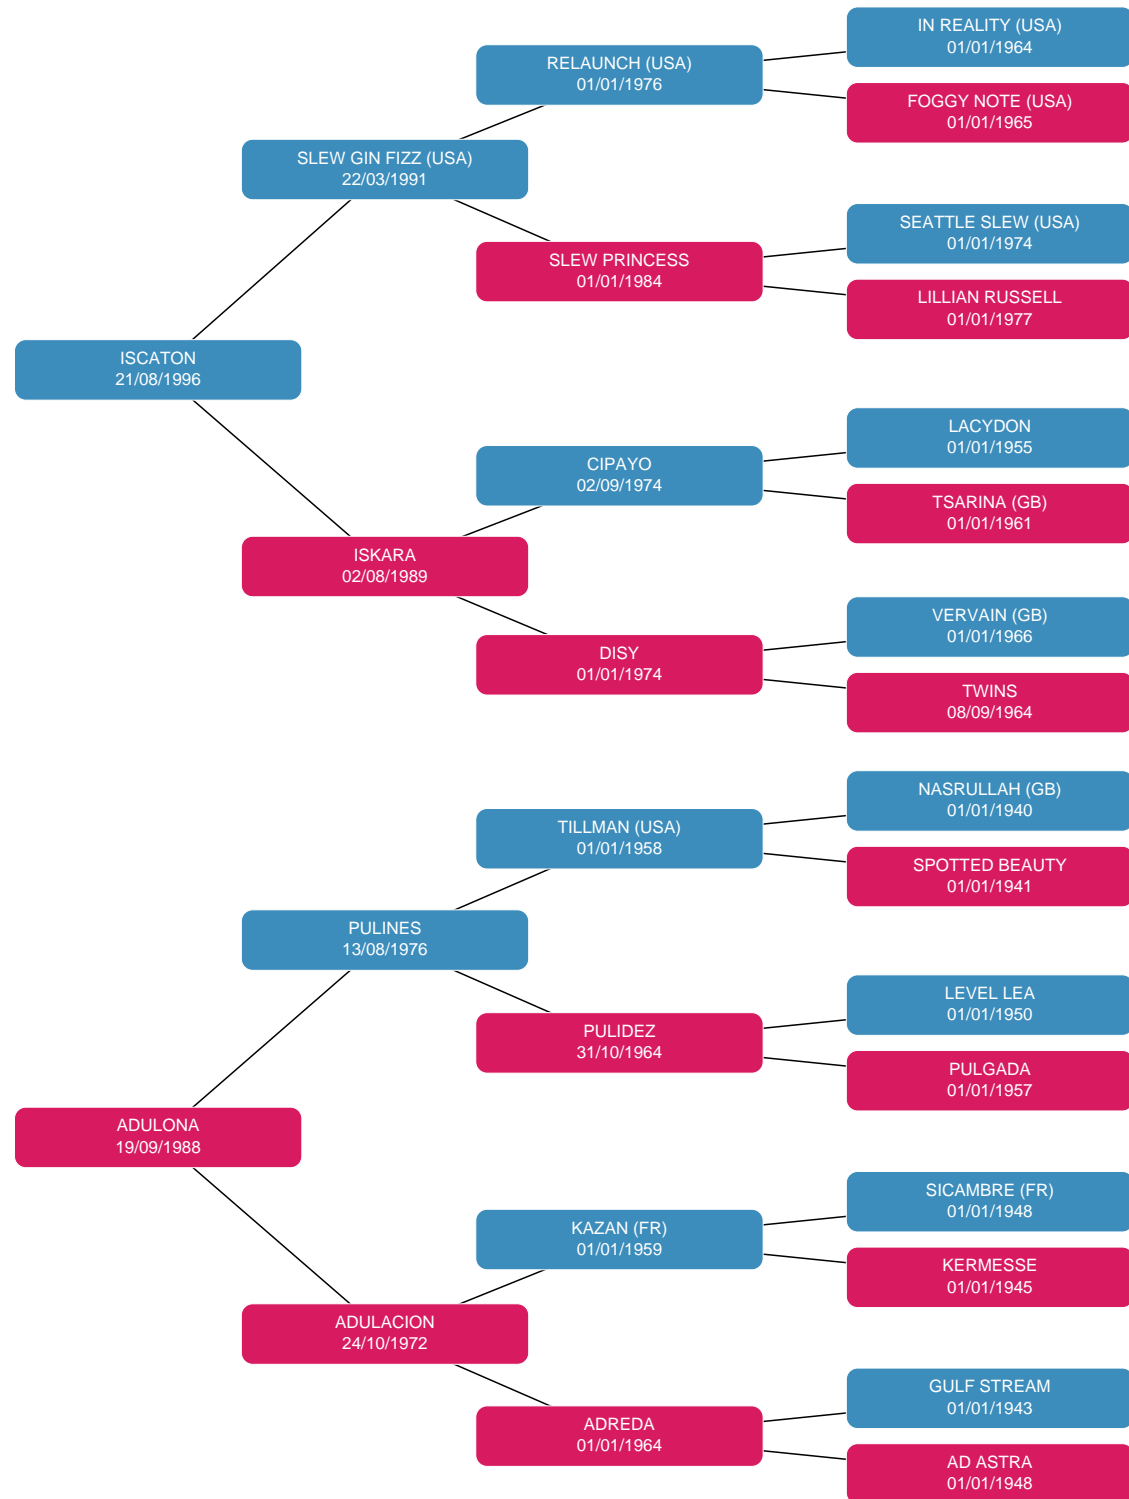 IN REALITY (USA)
01/01/1964
RELAUNCH (USA)
01/01/1976
FOGGY NOTE (USA)
01/01/1965
SLEW GIN FIZZ (USA)
22/03/1991
SEATTLE SLEW (USA)
01/01/1974
SLEW PRINCESS
01/01/1984
LILLIAN RUSSELL
01/01/1977
ISCATON
21/08/1996
LACYDON
01/01/1955
CIPAYO
02/09/1974
TSARINA (GB)
01/01/1961
ISKARA
02/08/1989
VERVAIN (GB)
01/01/1966
DISY
01/01/1974
TWINS
08/09/1964
NASRULLAH (GB)
01/01/1940
TILLMAN (USA)
01/01/1958
SPOTTED BEAUTY
01/01/1941
PULINES
13/08/1976
LEVEL LEA
01/01/1950
PULIDEZ
31/10/1964
PULGADA
01/01/1957
ADULONA
19/09/1988
SICAMBRE (FR)
01/01/1948
KAZAN (FR)
01/01/1959
KERMESSE
01/01/1945
ADULACION
24/10/1972
GULF STREAM
01/01/1943
ADREDA
01/01/1964
AD ASTRA
01/01/1948